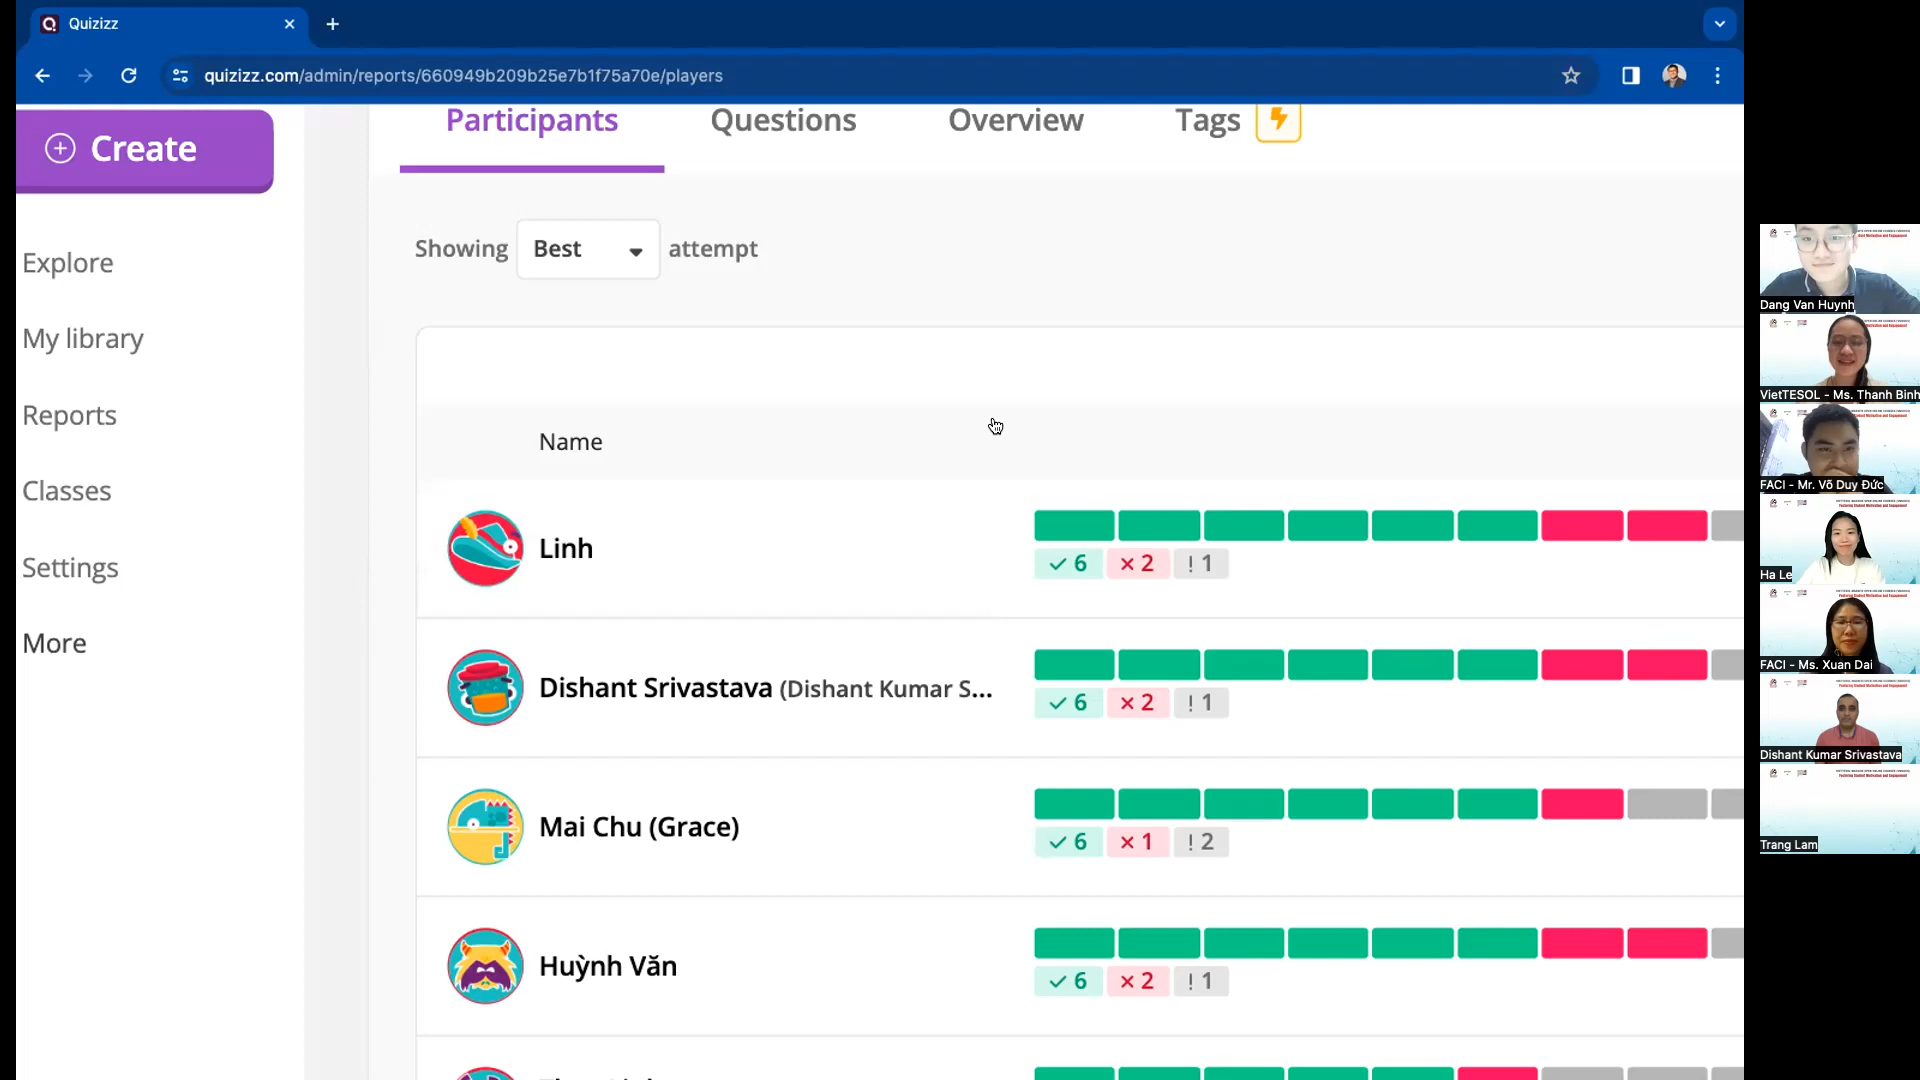 Quizizz
quizizz.com/admin/reports/660949b209b25e7b1f75a70e/players
Create
Explore
My library
Reports
Classes
Settings
More
Participants
Questions
Overview
Tags
Showing
Best
attempt
Name
Linh
6
2
! 1
Dishant Srivastava (Dishant Kumar S...
6
2
! 1
Mai Chu (Grace)
6
1
! 2
Huỳnh Văn
6
2
! 1
Dang Van Huynh
VietTESOL - Ms. Thanh Binh
FACI - Mr. Võ Duy Đức
Ha Le
FACI - Ms. Xuan Dai
Dishant Kumar Srivastava
Trang Lam